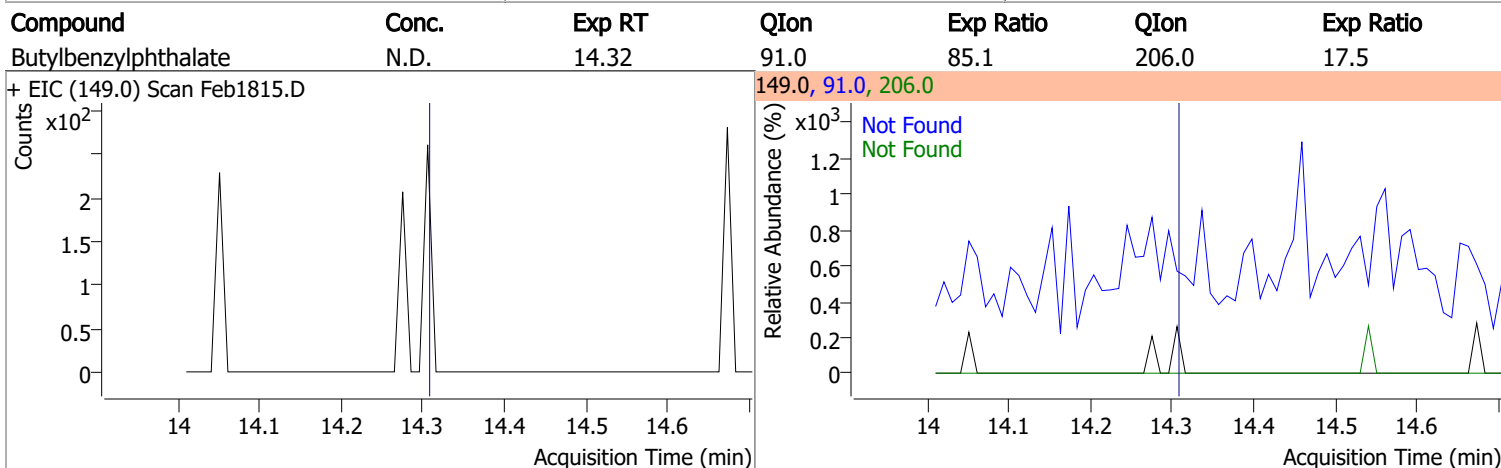 Compound Conc. Exp RT QIon Exp Ratio QIon Exp Ratio
Butylbenzylphthalate N.D. 14.32 91.0 85.1 206.0 17.5
+ EIC (149.0) Scan Feb1815.D
Counts
x10²
2
1.5
1
0.5
0
14 14.1 14.2 14.3 14.4 14.5 14.6
Acquisition Time (min)
149.0, 91.0, 206.0
Relative Abundance (%)
x10³
Not Found
Not Found
1.2
1
0.8
0.6
0.4
0.2
0
14 14.1 14.2 14.3 14.4 14.5 14.6
Acquisition Time (min)